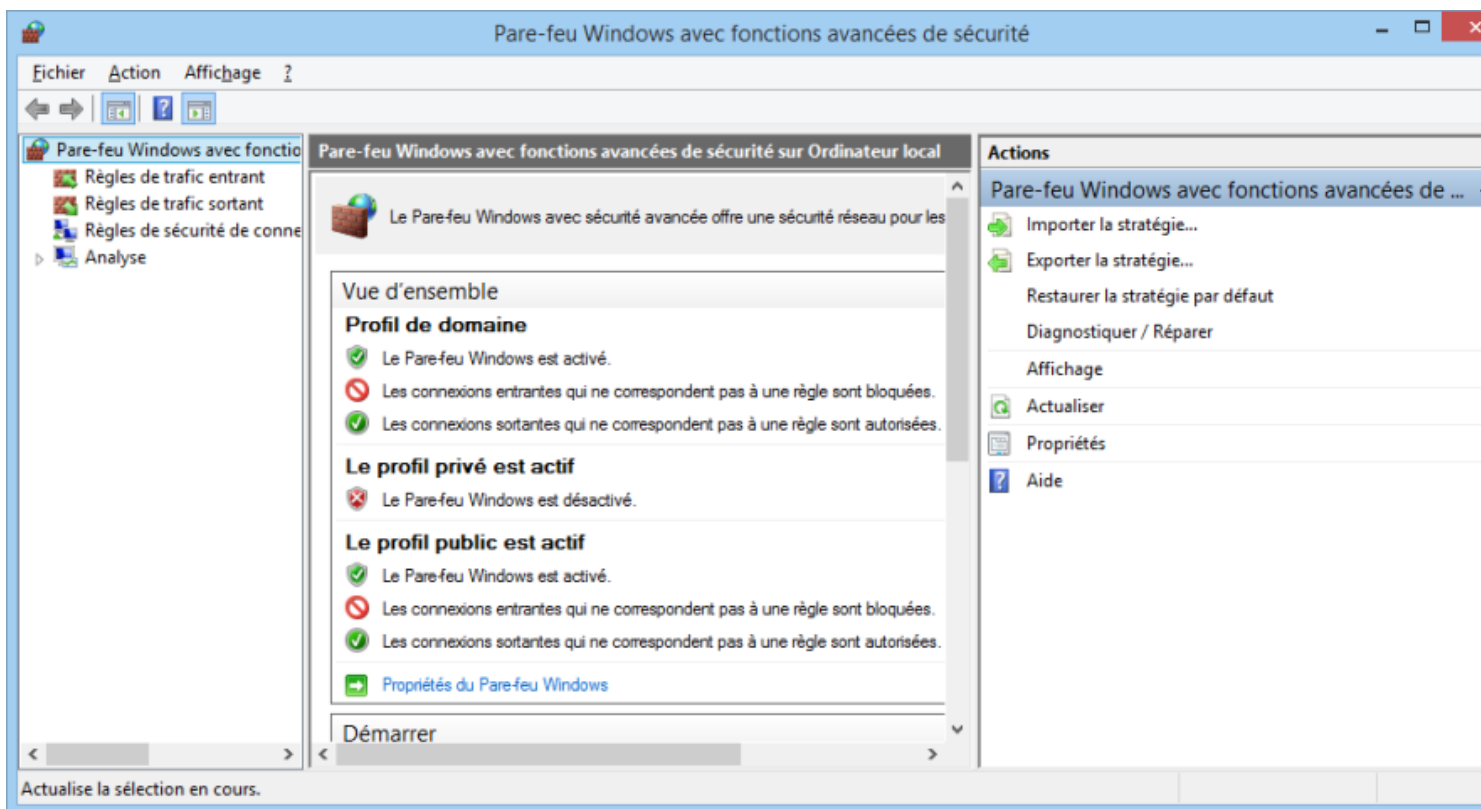 Pare-feu Windows avec fonctions avancées de sécurité
Fichier Action Affichage ?
Pare-feu Windows avec fonctio
Règles de trafic entrant
Règles de trafic sortant
Règles de sécurité de conne
Analyse
Pare-feu Windows avec fonctions avancées de sécurité sur Ordinateur local
Le Pare-feu Windows avec sécurité avancée offre une sécurité réseau pour les
Vue d'ensemble
Profil de domaine
Le Pare-feu Windows est activé.
Les connexions entrantes qui ne correspondent pas à une règle sont bloquées.
Les connexions sortantes qui ne correspondent pas à une règle sont autorisées.
Le profil privé est actif
Le Pare-feu Windows est désactivé.
Le profil public est actif
Le Pare-feu Windows est activé.
Les connexions entrantes qui ne correspondent pas à une règle sont bloquées.
Les connexions sortantes qui ne correspondent pas à une règle sont autorisées.
Propriétés du Pare-feu Windows
Démarrer
Actions
Pare-feu Windows avec fonctions avancées de ...
Importer la stratégie...
Exporter la stratégie...
Restaurer la stratégie par défaut
Diagnostiquer / Réparer
Affichage
Actualiser
Propriétés
Aide
Actualise la sélection en cours.